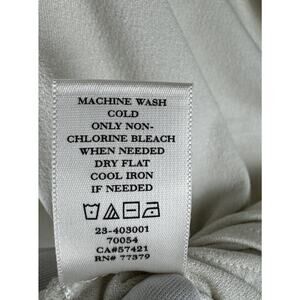 MACHINE WASH
COLD
ONLY NON-
CHLORINE BLEACH
WHEN NEEDED
DRY FLAT
COOL IRON
IF NEEDED
23-403001
70054
CA#57421
RN# 77379